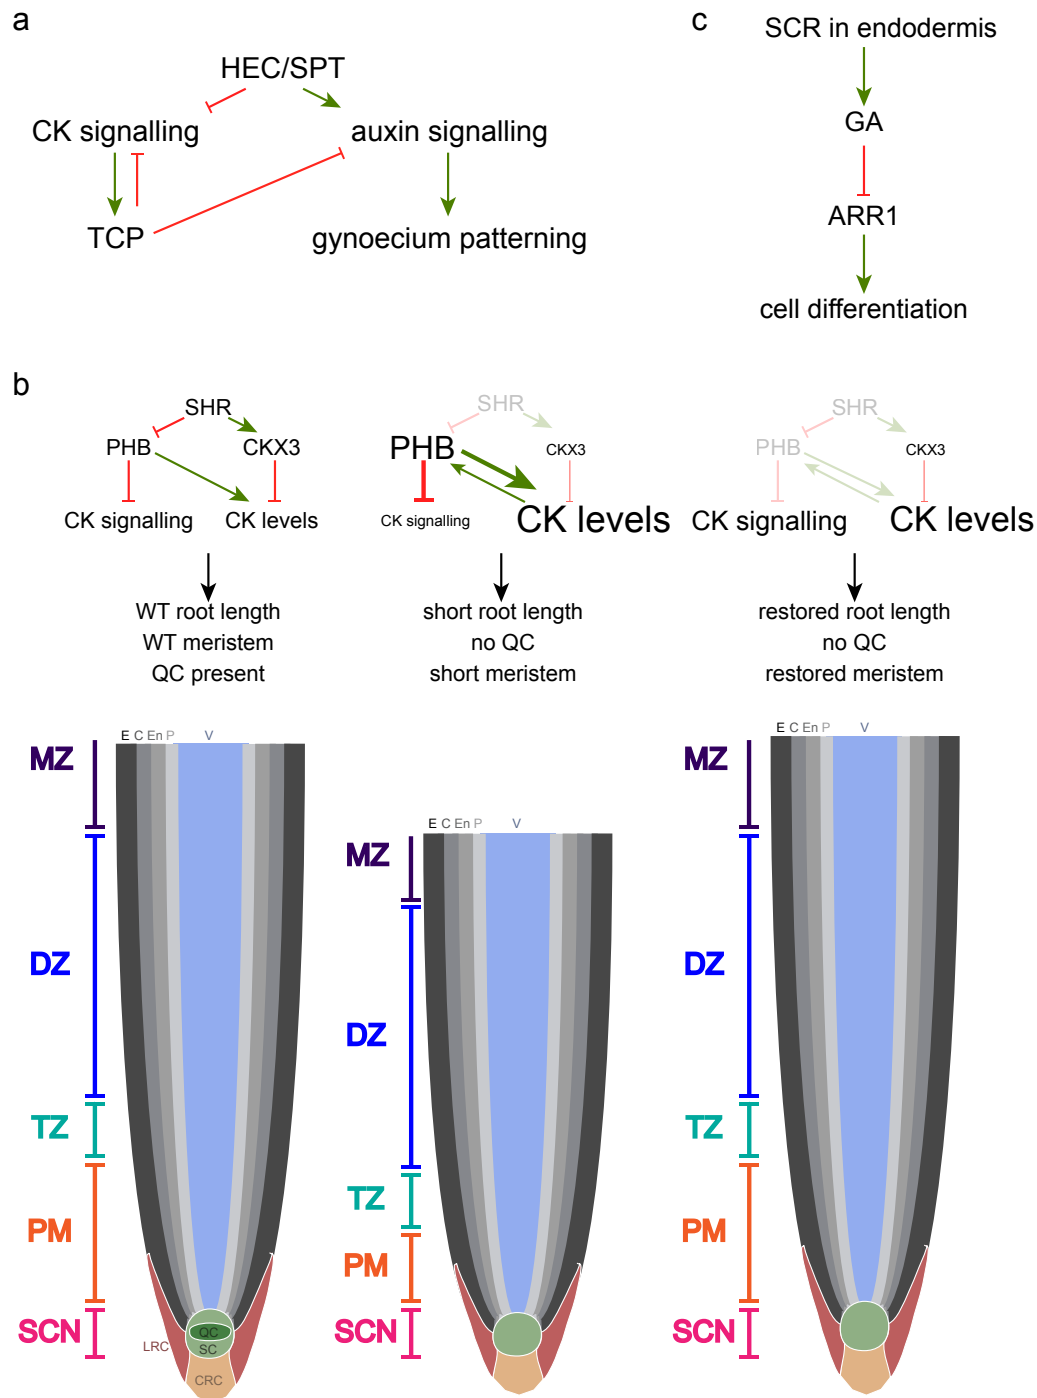 a
HEC/SPT
CK signalling
auxin signalling
TCP
gynoecium patterning
c
SCR in endodermis
GA
ARR1
cell differentiation
b
SHR
PHB
CKX3
CK signalling
CK levels
WT root length
WT meristem
QC present
SHR
PHB
CKX3
CK signalling
CK levels
short root length
no QC
short meristem
SHR
PHB
CKX3
CK signalling
CK levels
restored root length
no QC
restored meristem
E C En P V
MZ
DZ
TZ
PM
SCN
QC
SC
LRC
CRC
E C En P V
MZ
DZ
TZ
PM
SCN
E C En P V
MZ
DZ
TZ
PM
SCN